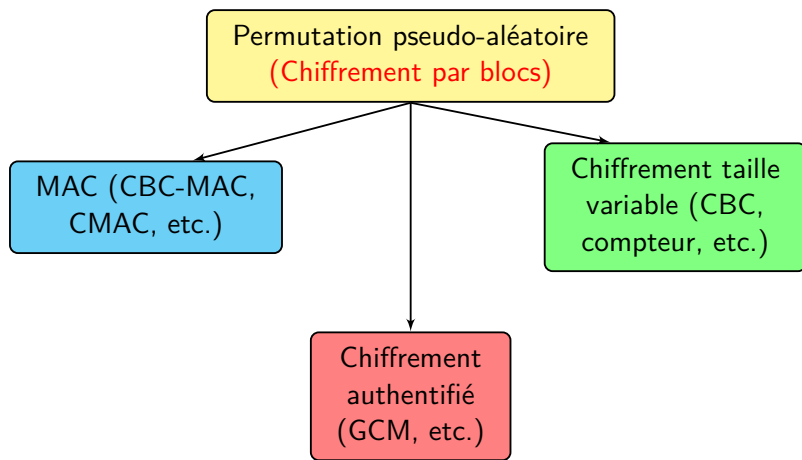 Permutation pseudo-aléatoire
(Chiffrement par blocs)
MAC (CBC-MAC,
CMAC, etc.)
Chiffrement taille
variable (CBC,
compteur, etc.)
Chiffrement
authentifié
(GCM, etc.)